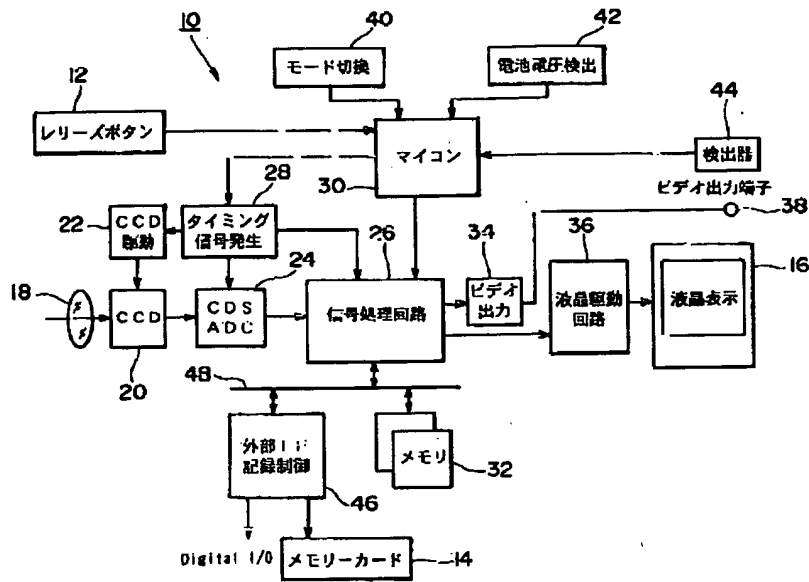 10
40
42
モード切換
電池電圧検出
12
レリーズボタン
マイコン
30
44
検出器
ビデオ出力端子
38
28
22
CCD
駆動
タイミング
信号発生
24
26
34
36
16
18
CCD
20
CDS
ADC
信号処理回路
ビデオ
出力
液晶駆動
回路
液晶表示
48
外部I/F
記録制御
46
メモリ
32
Digital I/O
メモリーカード
14